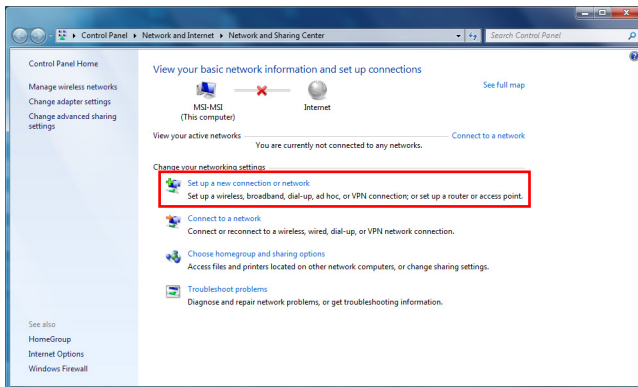 Control Panel ▸ Network and Internet ▸ Network and Sharing Center
Search Control Panel
Control Panel Home
Manage wireless networks
Change adapter settings
Change advanced sharing
settings
See also
HomeGroup
Internet Options
Windows Firewall
View your basic network information and set up connections
See full map
MSI-MSI
(This computer)
Internet
View your active networks
Connect to a network
You are currently not connected to any networks.
Change your networking settings
Set up a new connection or network
Set up a wireless, broadband, dial-up, ad hoc, or VPN connection; or set up a router or access point.
Connect to a network
Connect or reconnect to a wireless, wired, dial-up, or VPN network connection.
Choose homegroup and sharing options
Access files and printers located on other network computers, or change sharing settings.
Troubleshoot problems
Diagnose and repair network problems, or get troubleshooting information.